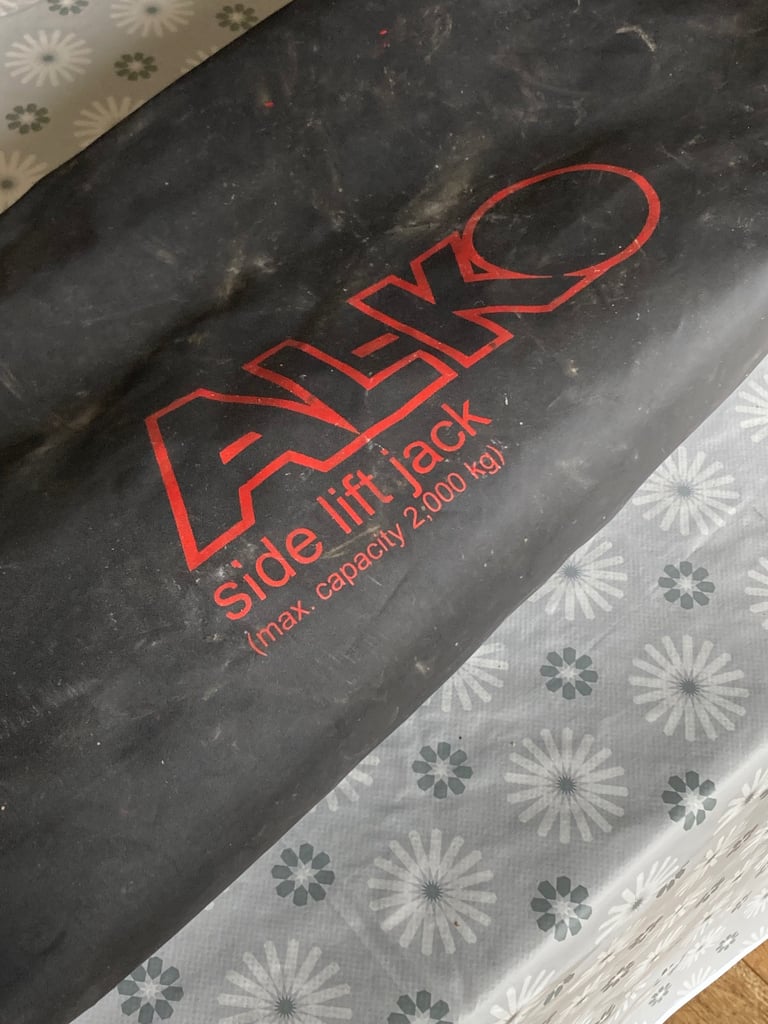 AL-KO
side lift jack
(max. capacity 2,000 kg)